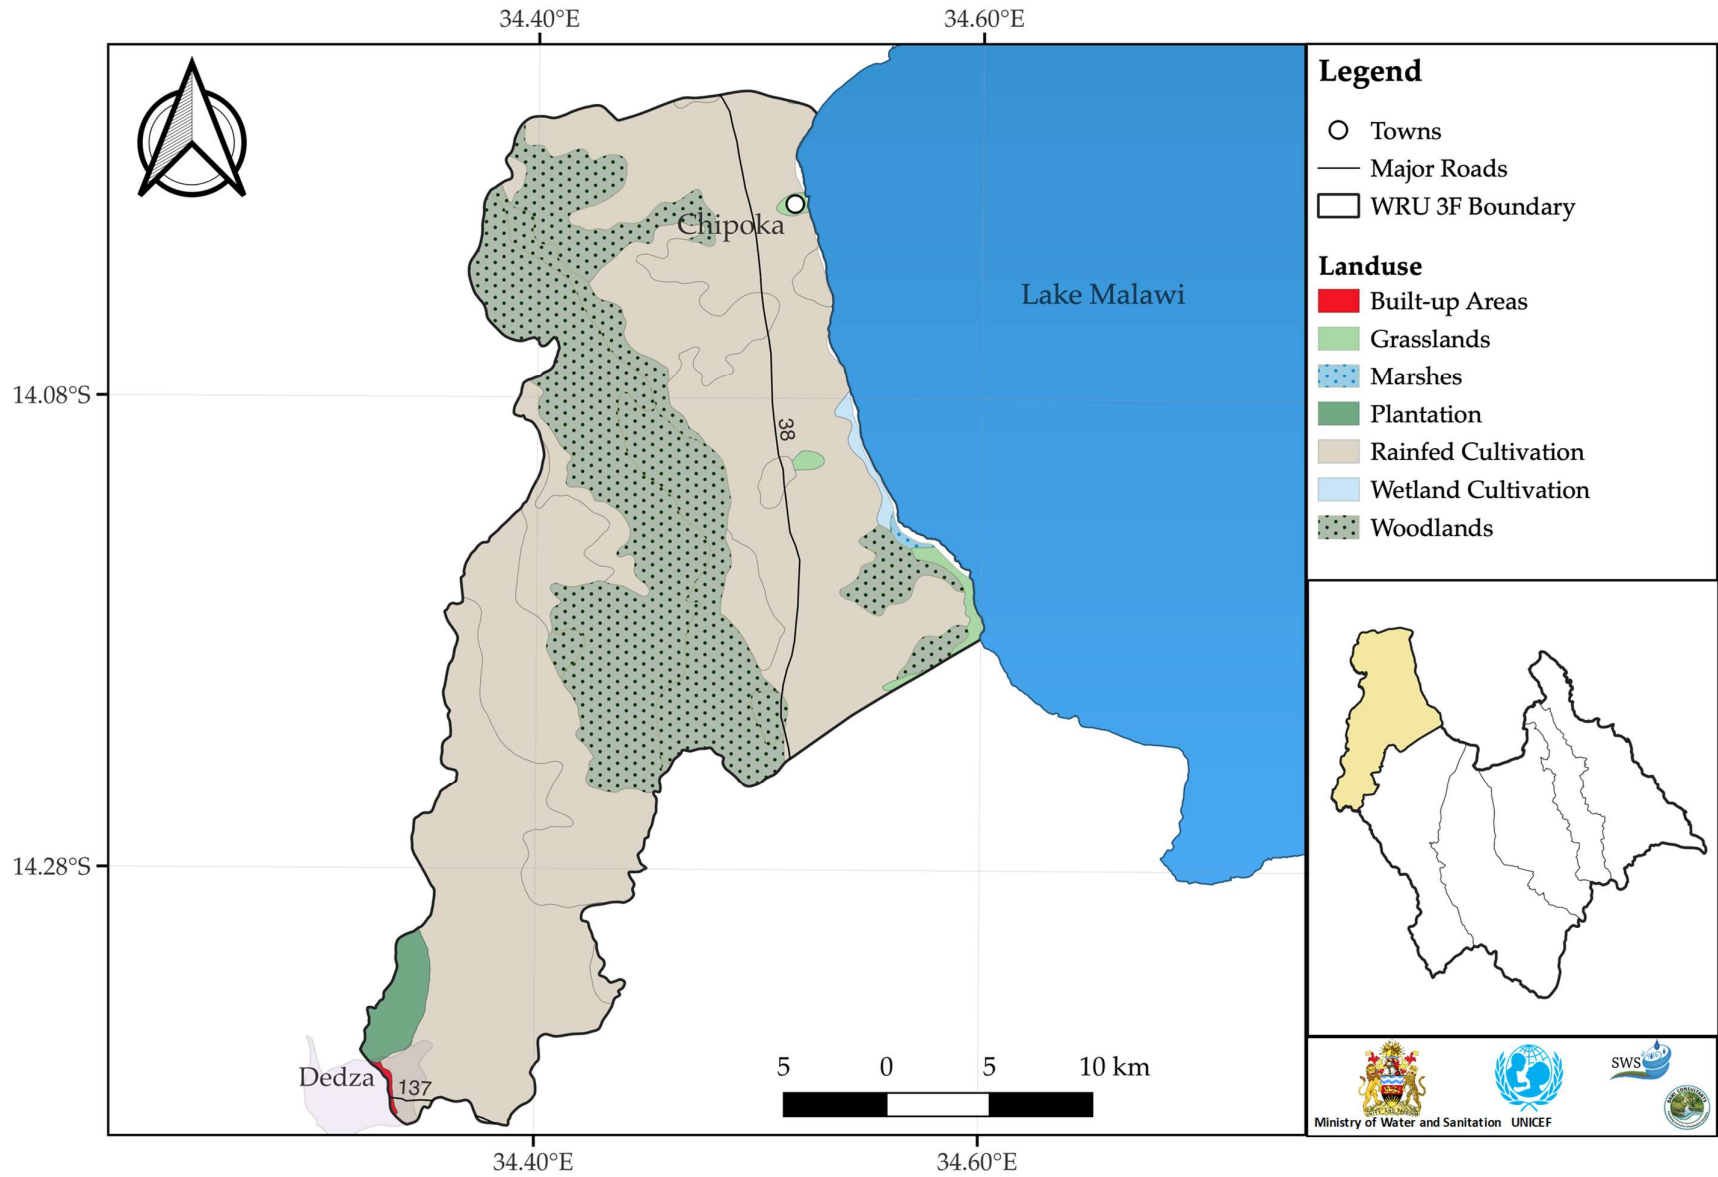 34.40°E
34.60°E
14.08°S
14.28°S
Chipoka
Lake Malawi
38
Dedza
137
5 0 5 10 km
34.40°E
34.60°E
Legend
Towns
Major Roads
WRU 3F Boundary
Landuse
Built-up Areas
Grasslands
Marshes
Plantation
Rainfed Cultivation
Wetland Cultivation
Woodlands
SWS
Ministry of Water and Sanitation
UNICEF